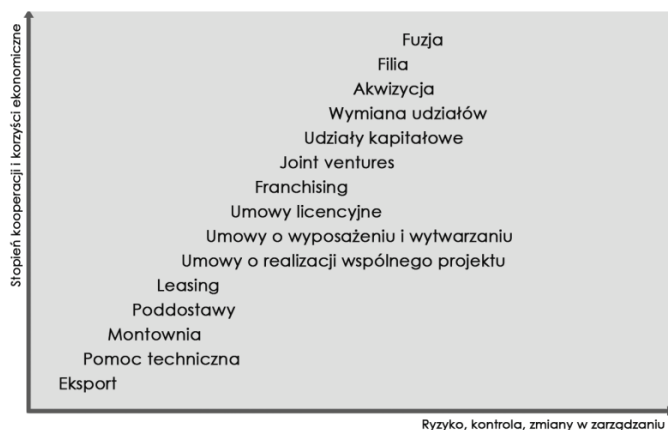 Stopień kooperacji i korzyści ekonomiczne
Fuzja
Filia
Akwizycja
Wymiana udziałów
Udziały kapitałowe
Joint ventures
Franchising
Umowy licencyjne
Umowy o wyposażeniu i wytwarzaniu
Umowy o realizacji wspólnego projektu
Leasing
Poddostawy
Montownia
Pomoc techniczna
Eksport
Ryzyko, kontrola, zmiany w zarządzaniu